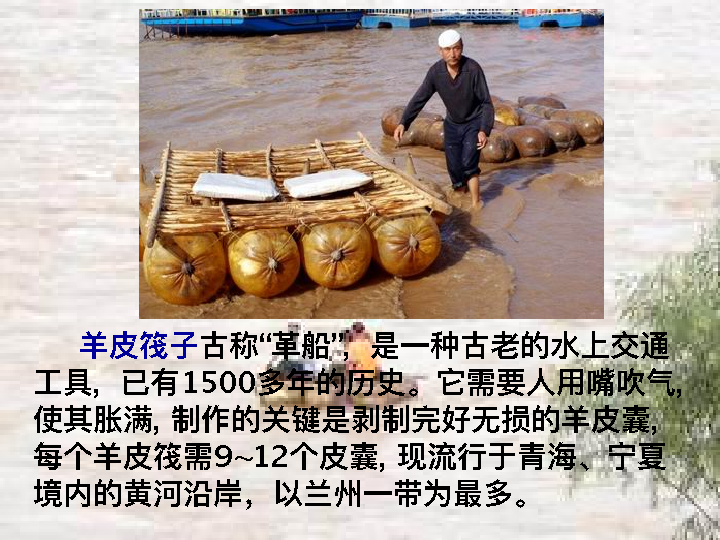 羊皮筏子古称“革船”，是一种古老的水上交通
工具，已有1500多年的历史。它需要人用嘴吹气，
使其胀满，制作的关键是剥制完好无损的羊皮囊，
每个羊皮筏需9~12个皮囊，现流行于青海、宁夏
境内的黄河沿岸，以兰州一带为最多。